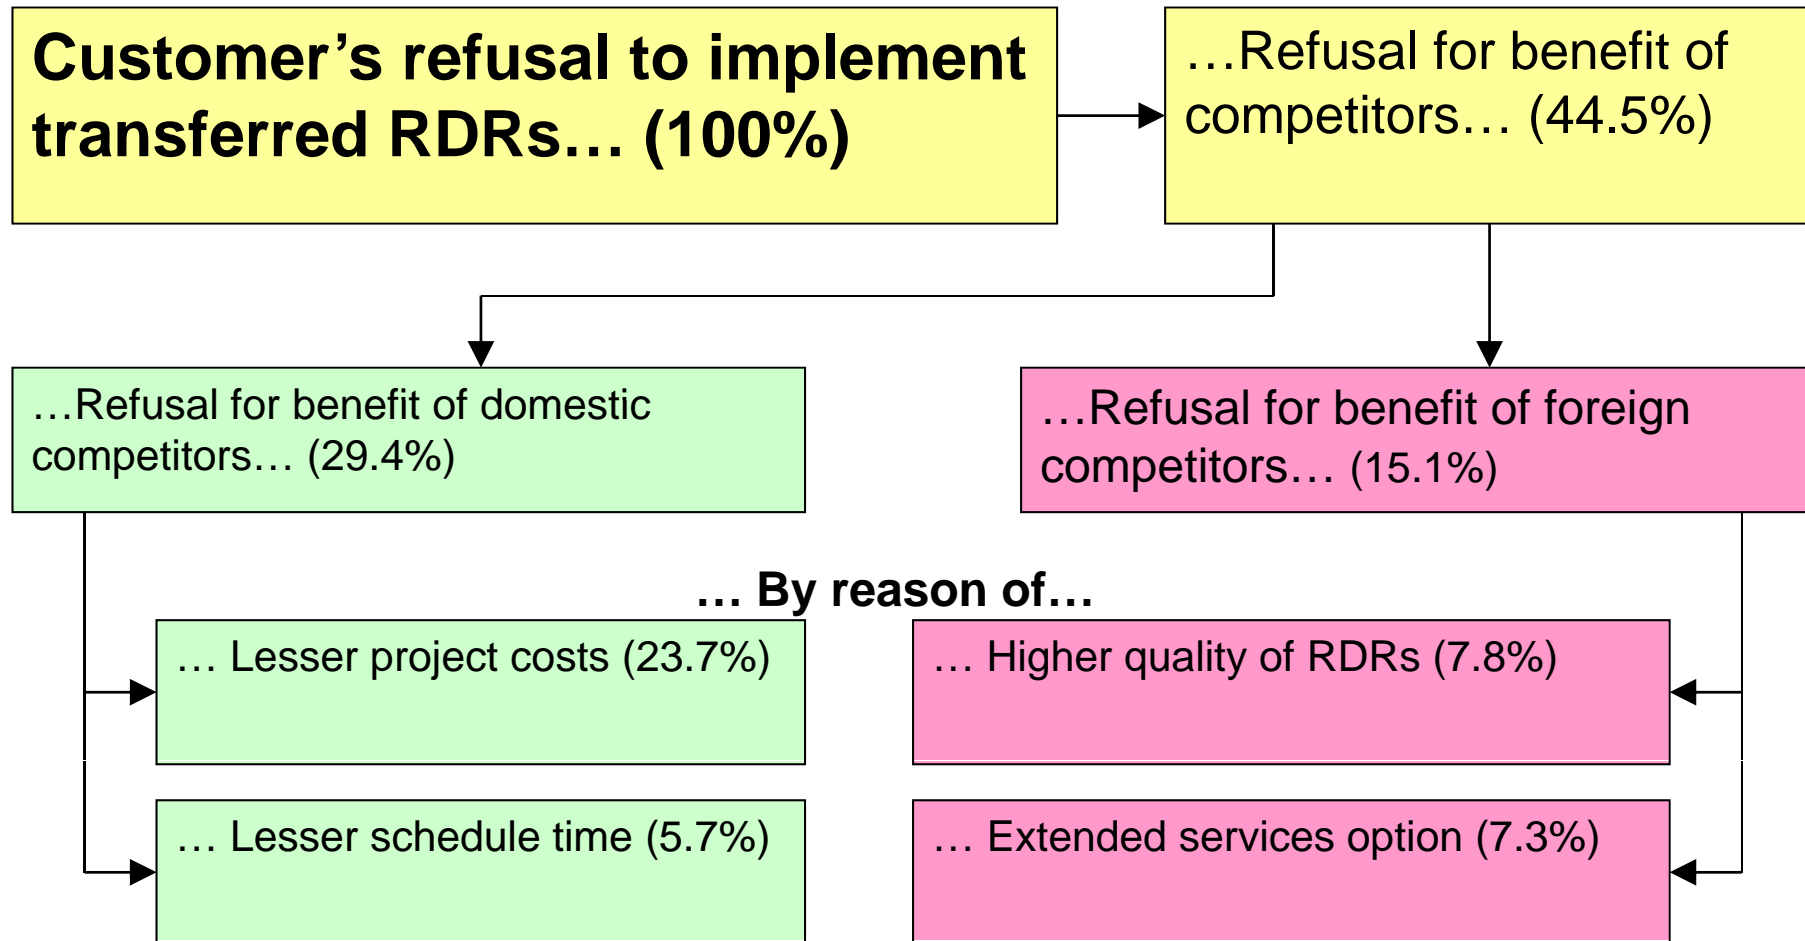 Customer’s refusal to implement
transferred RDRs… (100%)
…Refusal for benefit of
competitors… (44.5%)
…Refusal for benefit of domestic
competitors… (29.4%)
…Refusal for benefit of foreign
competitors… (15.1%)
… By reason of…
… Lesser project costs (23.7%)
… Higher quality of RDRs (7.8%)
… Lesser schedule time (5.7%)
… Extended services option (7.3%)